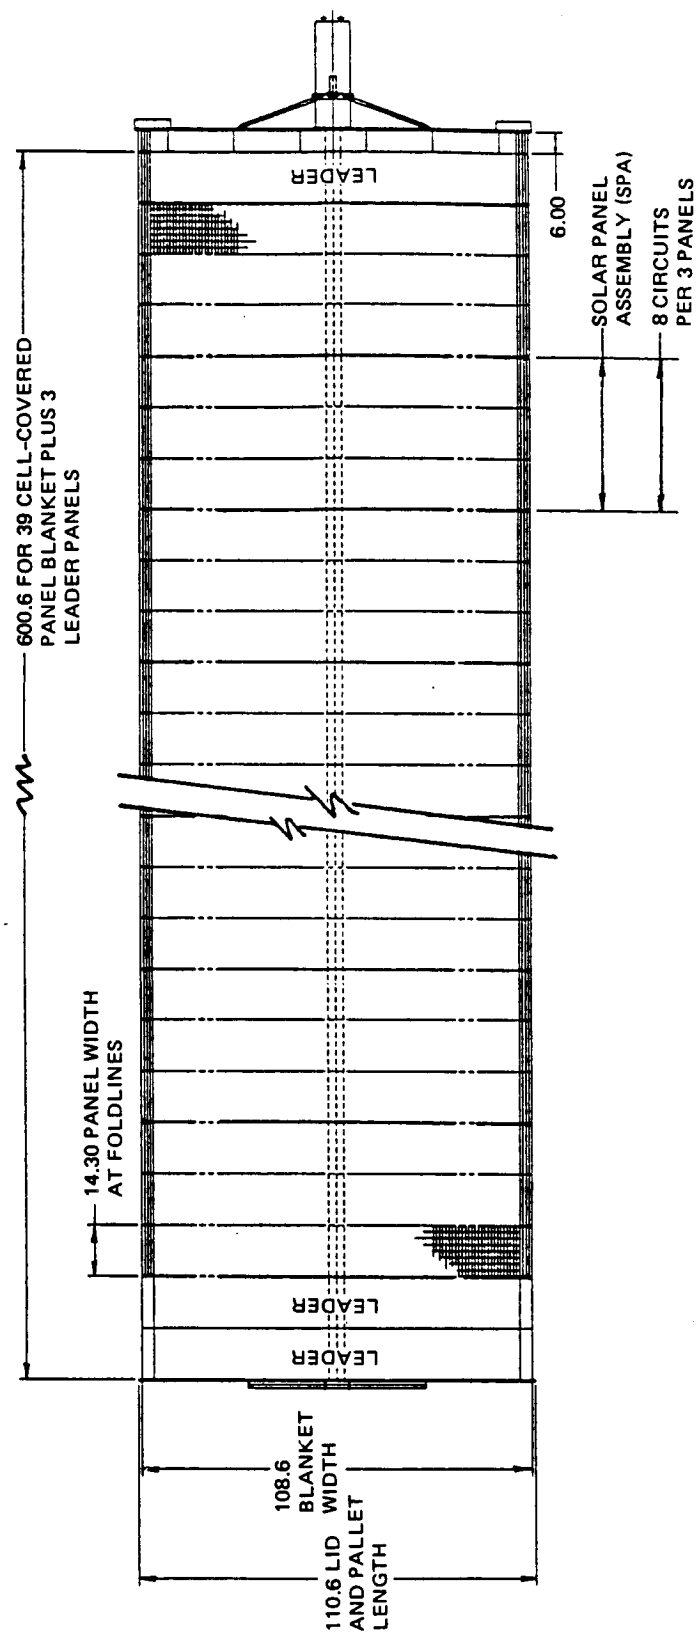 600.6 FOR 39 CELL-COVERED
PANEL BLANKET PLUS 3
LEADER PANELS
14.30 PANEL WIDTH
AT FOLDLINES
LEADER
LEADER
LEADER
6.00
SOLAR PANEL
ASSEMBLY (SPA)
8 CIRCUITS
PER 3 PANELS
108.6
BLANKET
WIDTH
110.6 LID
AND PALLET
LENGTH